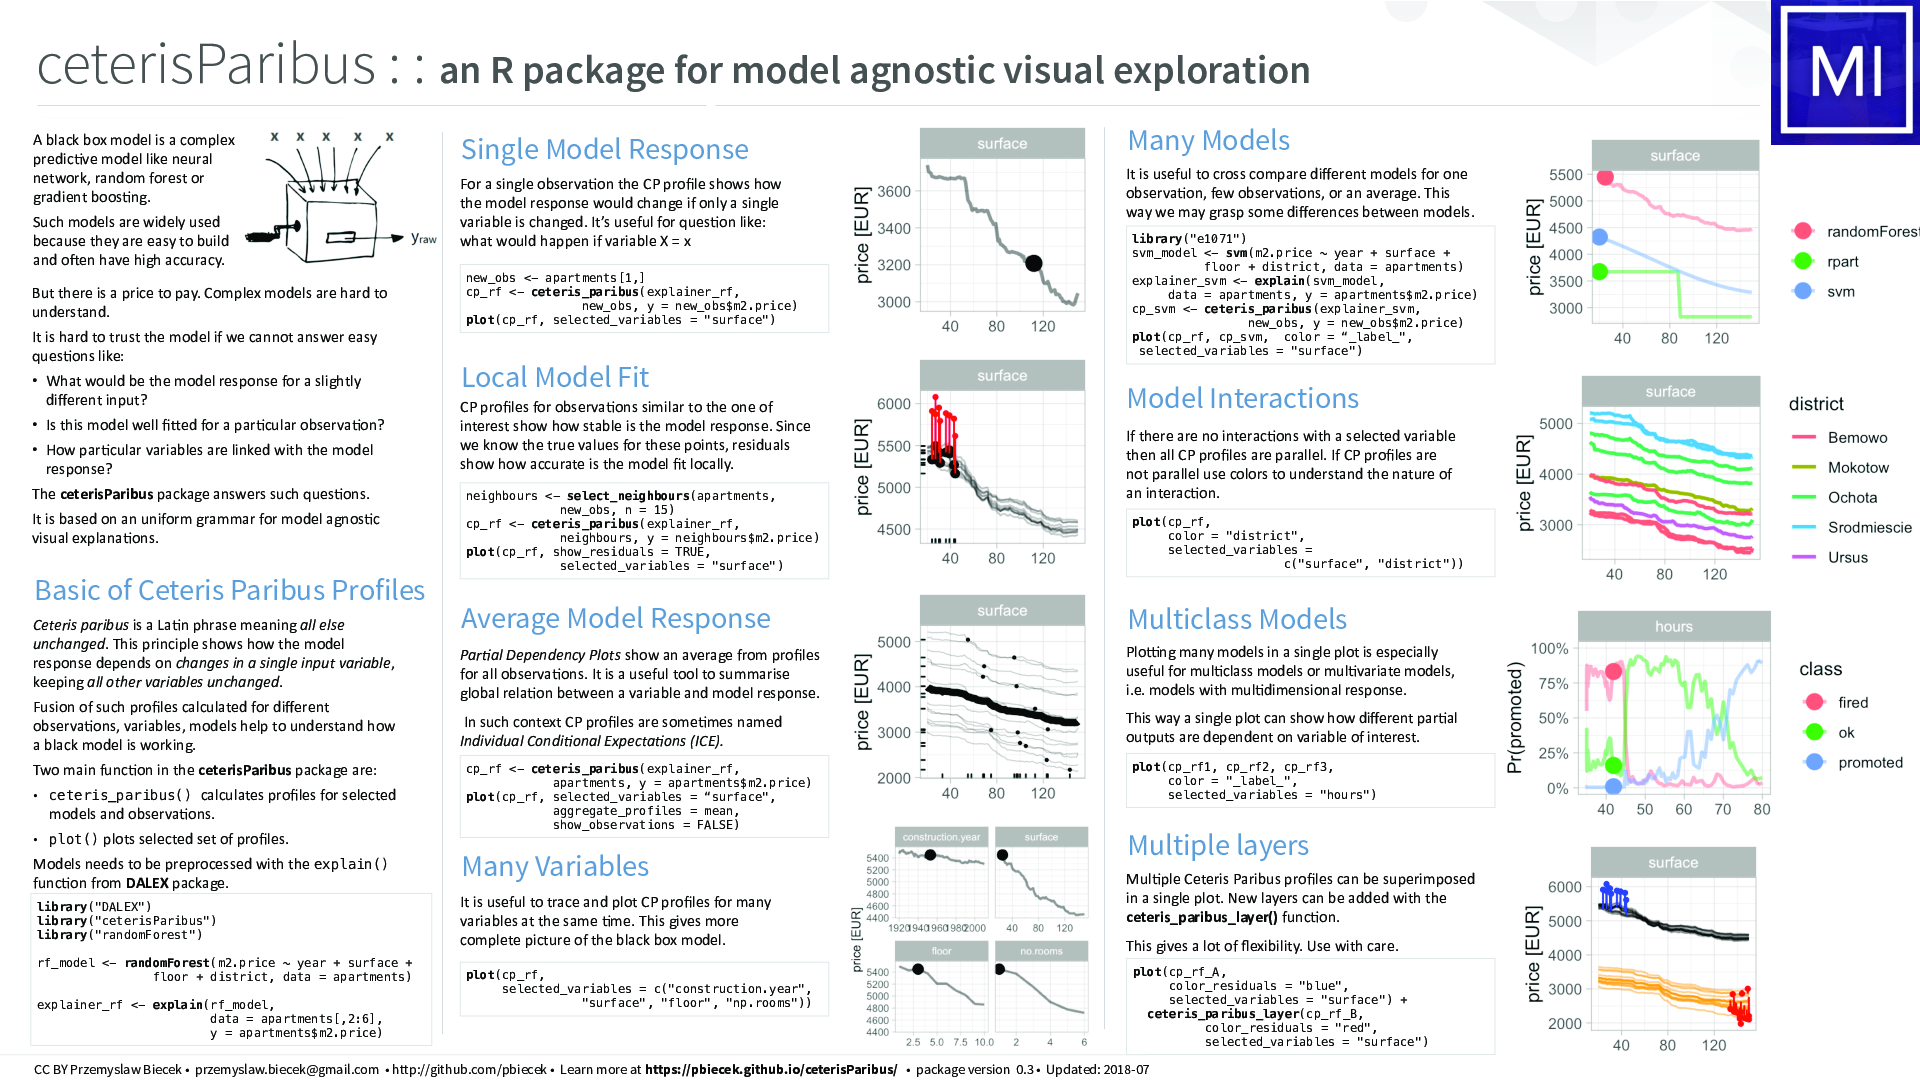 ceterisParibus : : an R package for model agnostic visual exploration
MI
A black box model is a complex
predictive model like neural
network, random forest or
gradient boosting.
Such models are widely used
because they are easy to build
and often have high accuracy.
x x x x x
yraw
But there is a price to pay. Complex models are hard to
understand.
It is hard to trust the model if we cannot answer easy
questions like:
• What would be the model response for a slightly
different input?
• Is this model well fitted for a particular observation?
• How particular variables are linked with the model
response?
The ceterisParibus package answers such questions.
It is based on an uniform grammar for model agnostic
visual explanations.
Basic of Ceteris Paribus Profiles
Ceteris paribus is a Latin phrase meaning all else
unchanged. This principle shows how the model
response depends on changes in a single input variable,
keeping all other variables unchanged.
Fusion of such profiles calculated for different
observations, variables, models help to understand how
a black model is working.
Two main function in the ceterisParibus package are:
• ceteris_paribus() calculates profiles for selected
models and observations.
• plot() plots selected set of profiles.
Models needs to be preprocessed with the explain()
function from DALEX package.
library("DALEX")
library("ceterisParibus")
library("randomForest")
rf_model <- randomForest(m2.price ~ year + surface +
floor + district, data = apartments)
explainer_rf <- explain(rf_model,
data = apartments[,2:6],
y = apartments$m2.price)
Single Model Response
For a single observation the CP profile shows how
the model response would change if only a single
variable is changed. It's useful for question like:
what would happen if variable X = x
new_obs <- apartments[1,]
cp_rf <- ceteris_paribus(explainer_rf,
new_obs, y = new_obs$m2.price)
plot(cp_rf, selected_variables = "surface")
surface
price [EUR]
3600
3400
3200
3000
40 80 120
Local Model Fit
CP profiles for observations similar to the one of
interest show how stable is the model response. Since
we know the true values for these points, residuals
show how accurate is the model fit locally.
neighbours <- select_neighbours(apartments,
new_obs, n = 15)
cp_rf <- ceteris_paribus(explainer_rf,
neighbours, y = neighbours$m2.price)
plot(cp_rf, show_residuals = TRUE,
selected_variables = "surface")
surface
price [EUR]
6000
5500
5000
4500
40 80 120
Average Model Response
Partial Dependency Plots show an average from profiles
for all observations. It is a useful tool to summarise
global relation between a variable and model response.
In such context CP profiles are sometimes named
Individual Conditional Expectations (ICE).
cp_rf <- ceteris_paribus(explainer_rf,
apartments, y = apartments$m2.price)
plot(cp_rf, selected_variables = “surface",
aggregate_profiles = mean,
show_observations = FALSE)
surface
price [EUR]
5000
4000
3000
2000
40 80 120
Many Variables
It is useful to trace and plot CP profiles for many
variables at the same time. This gives more
complete picture of the black box model.
plot(cp_rf,
selected_variables = c("construction.year",
"surface", "floor", "np.rooms"))
price [EUR]
construction.year surface
5400
5200
5000
4800
4600
4400
1920 1940 1960 1980 2000 40 80 120
floor no.rooms
5400
5200
5000
4800
4600
4400
2.5 5.0 7.5 10.0 2 4 6
Many Models
It is useful to cross compare different models for one
observation, few observations, or an average. This
way we may grasp some differences between models.
library("e1071")
svm_model <- svm(m2.price ~ year + surface +
floor + district, data = apartments)
explainer_svm <- explain(svm_model,
data = apartments, y = apartments$m2.price)
cp_svm <- ceteris_paribus(explainer_svm,
new_obs, y = new_obs$m2.price)
plot(cp_rf, cp_svm, color = “_label_",
selected_variables = "surface")
surface
price [EUR]
5500
5000
4500
4000
3500
3000
40 80 120
randomForest
rpart
svm
Model Interactions
If there are no interactions with a selected variable
then all CP profiles are parallel. If CP profiles are
not parallel use colors to understand the nature of
an interaction.
plot(cp_rf,
color = "district",
selected_variables =
c("surface", "district"))
surface
price [EUR]
5000
4000
3000
40 80 120
district
Bemowo
Mokotow
Ochota
Srodmiescie
Ursus
Multiclass Models
Plotting many models in a single plot is especially
useful for multiclass models or multivariate models,
i.e. models with multidimensional response.
This way a single plot can show how different partial
outputs are dependent on variable of interest.
plot(cp_rf1, cp_rf2, cp_rf3,
color = "_label_",
selected_variables = "hours")
hours
Pr(promoted)
100%
75%
50%
25%
0%
40 50 60 70 80
class
fired
ok
promoted
Multiple layers
Multiple Ceteris Paribus profiles can be superimposed
in a single plot. New layers can be added with the
ceteris_paribus_layer() function.
This gives a lot of flexibility. Use with care.
plot(cp_rf_A,
color_residuals = "blue",
selected_variables = "surface") +
ceteris_paribus_layer(cp_rf_B,
color_residuals = "red",
selected_variables = "surface")
surface
price [EUR]
6000
5000
4000
3000
2000
40 80 120
CC BY Przemyslaw Biecek • przemyslaw.biecek@gmail.com • http://github.com/pbiecek • Learn more at https://pbiecek.github.io/ceterisParibus/ • package version 0.3 • Updated: 2018-07